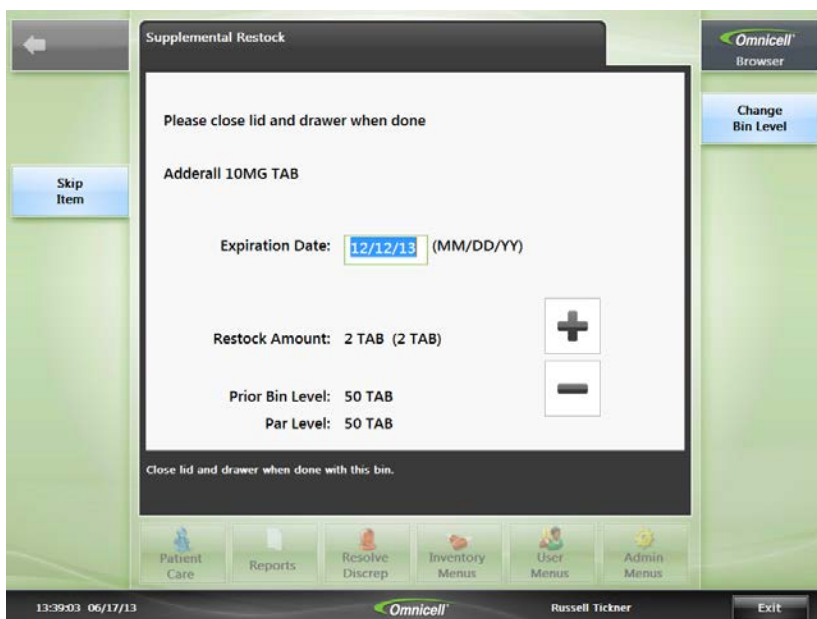 Supplemental Restock
Omnicell
Browser
Please close lid and drawer when done
Change
Bin Level
Adderall 10MG TAB
Skip
Item
Expiration Date: 12/12/13 (MM/DD/YY)
Restock Amount: 2 TAB (2 TAB)
Prior Bin Level: 50 TAB
Par Level: 50 TAB
Close lid and drawer when done with this bin.
Patient
Care
Reports
Resolve
Discrep
Inventory
Menus
User
Menus
Admin
Menus
13:39:03 06/17/13 Omnicell Russell Tickner Exit